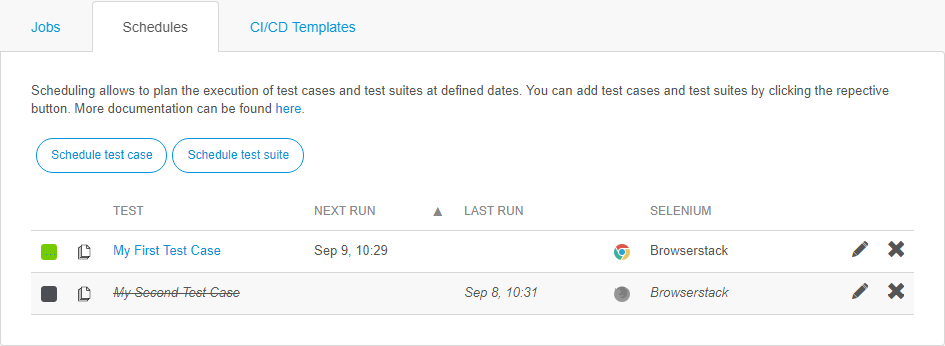 Jobs Schedules CI/CD Templates
Scheduling allows to plan the execution of test cases and test suites at defined dates. You can add test cases and test suites by clicking the repective
button. More documentation can be found here.
Schedule test case Schedule test suite
TEST NEXT RUN ▲ LAST RUN SELENIUM
My First Test Case Sep 9, 10:29 Browserstack
My Second Test Case Sep 8, 10:31 Browserstack